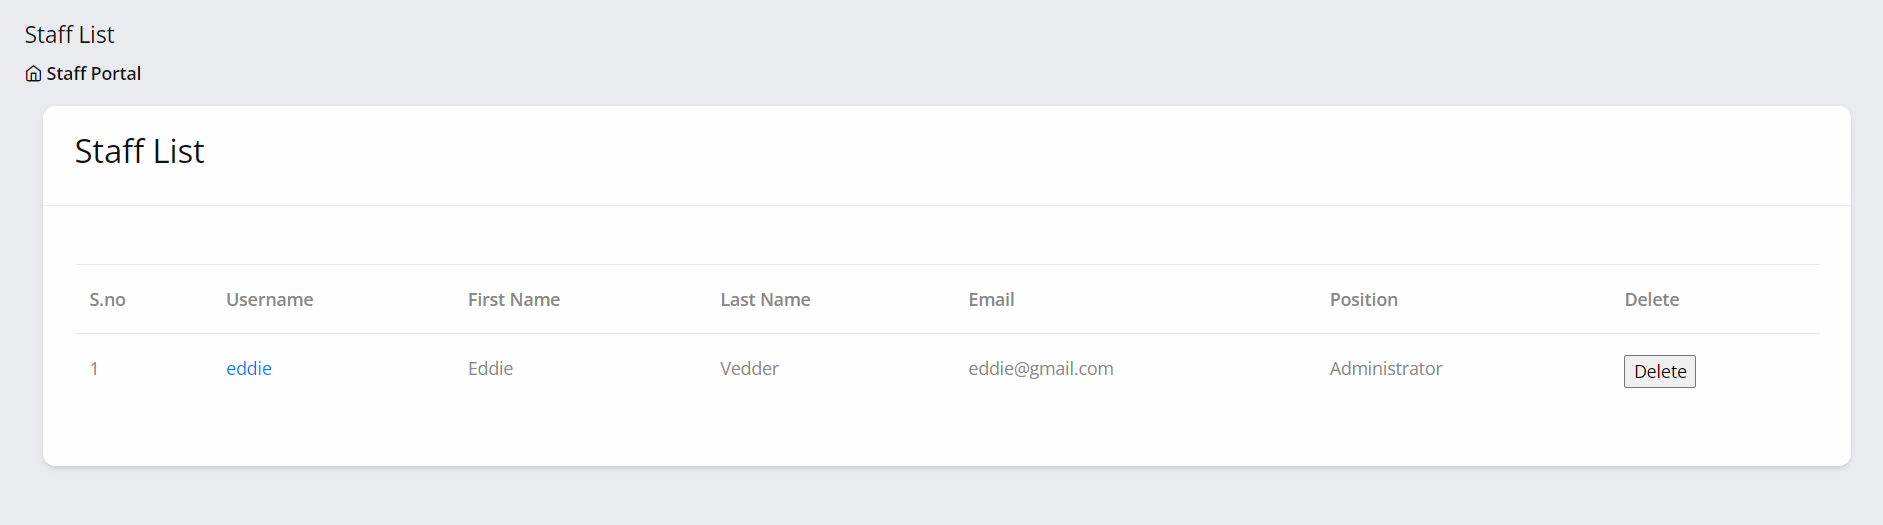 Staff List
Staff Portal
Staff List
S.no Username First Name Last Name Email Position Delete
1 eddie Eddie Vedder eddie@gmail.com Administrator Delete